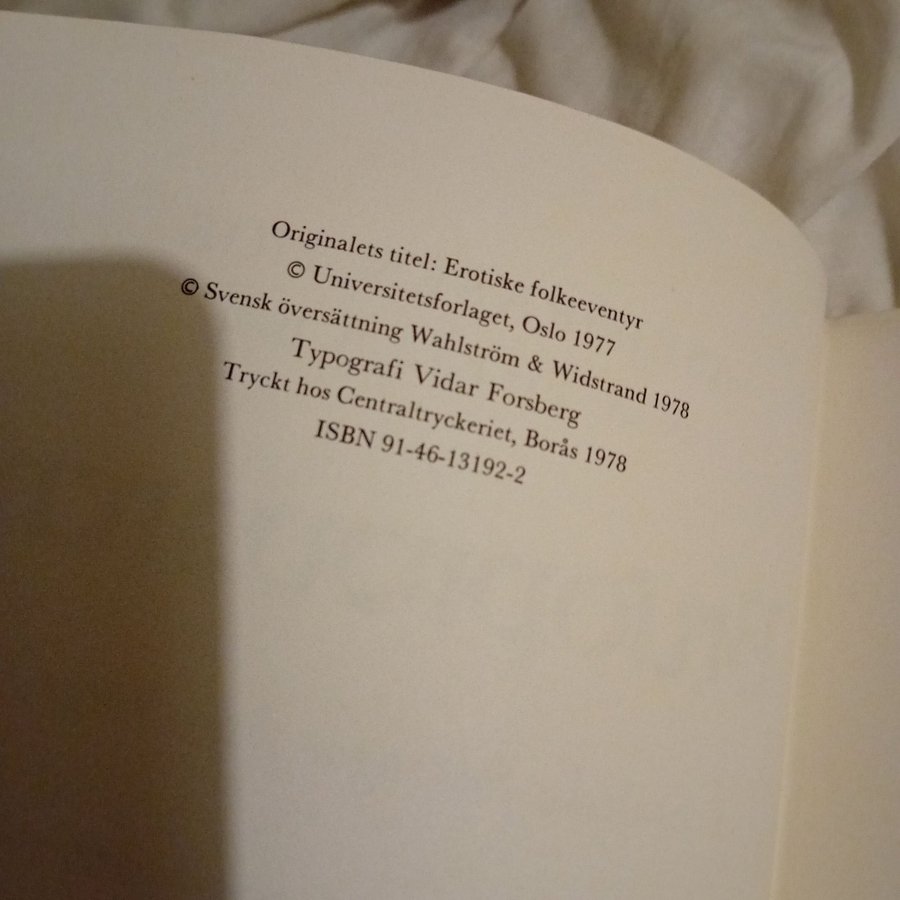 Originalets titel: Erotiske folkeeventyr
© Universitetsforlaget, Oslo 1977
© Svensk översättning Wahlström & Widstrand 1978
Typografi Vidar Forsberg
Tryckt hos Centraltryckeriet, Borås 1978
ISBN 91-46-13192-2